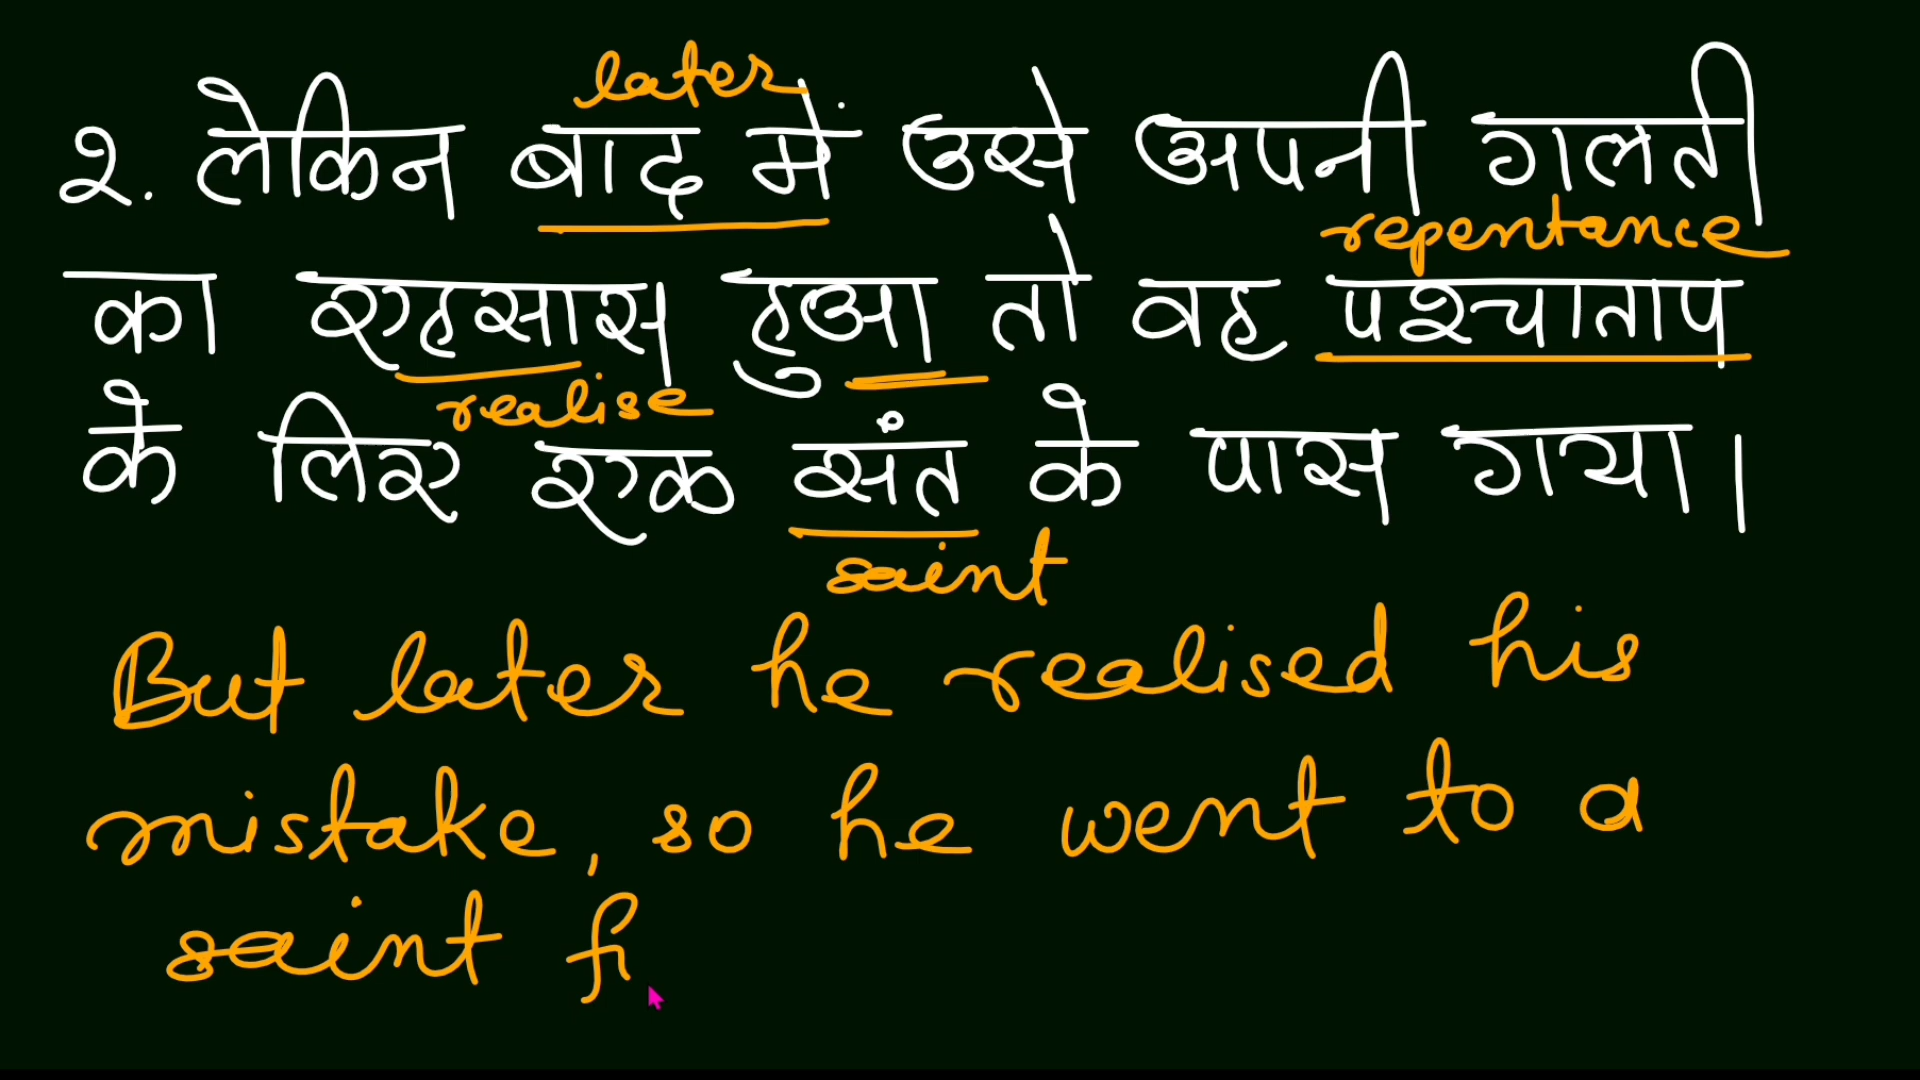 later
२. लेकिन बाद में उसे अपनी गलती
repentance
का एहसास हुआ तो वह पश्चाताप
realise
के लिए एक संत के पास गया।
saint
But later he realised his
mistake, so he went to a
saint f